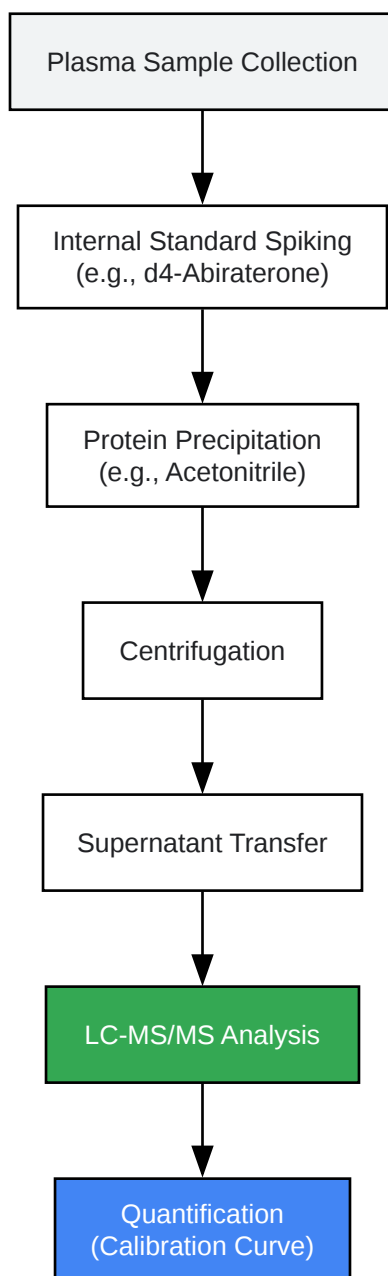 Plasma Sample Collection
Internal Standard Spiking
(e.g., d4-Abiraterone)
Protein Precipitation
(e.g., Acetonitrile)
Centrifugation
Supernatant Transfer
LC-MS/MS Analysis
Quantification
(Calibration Curve)